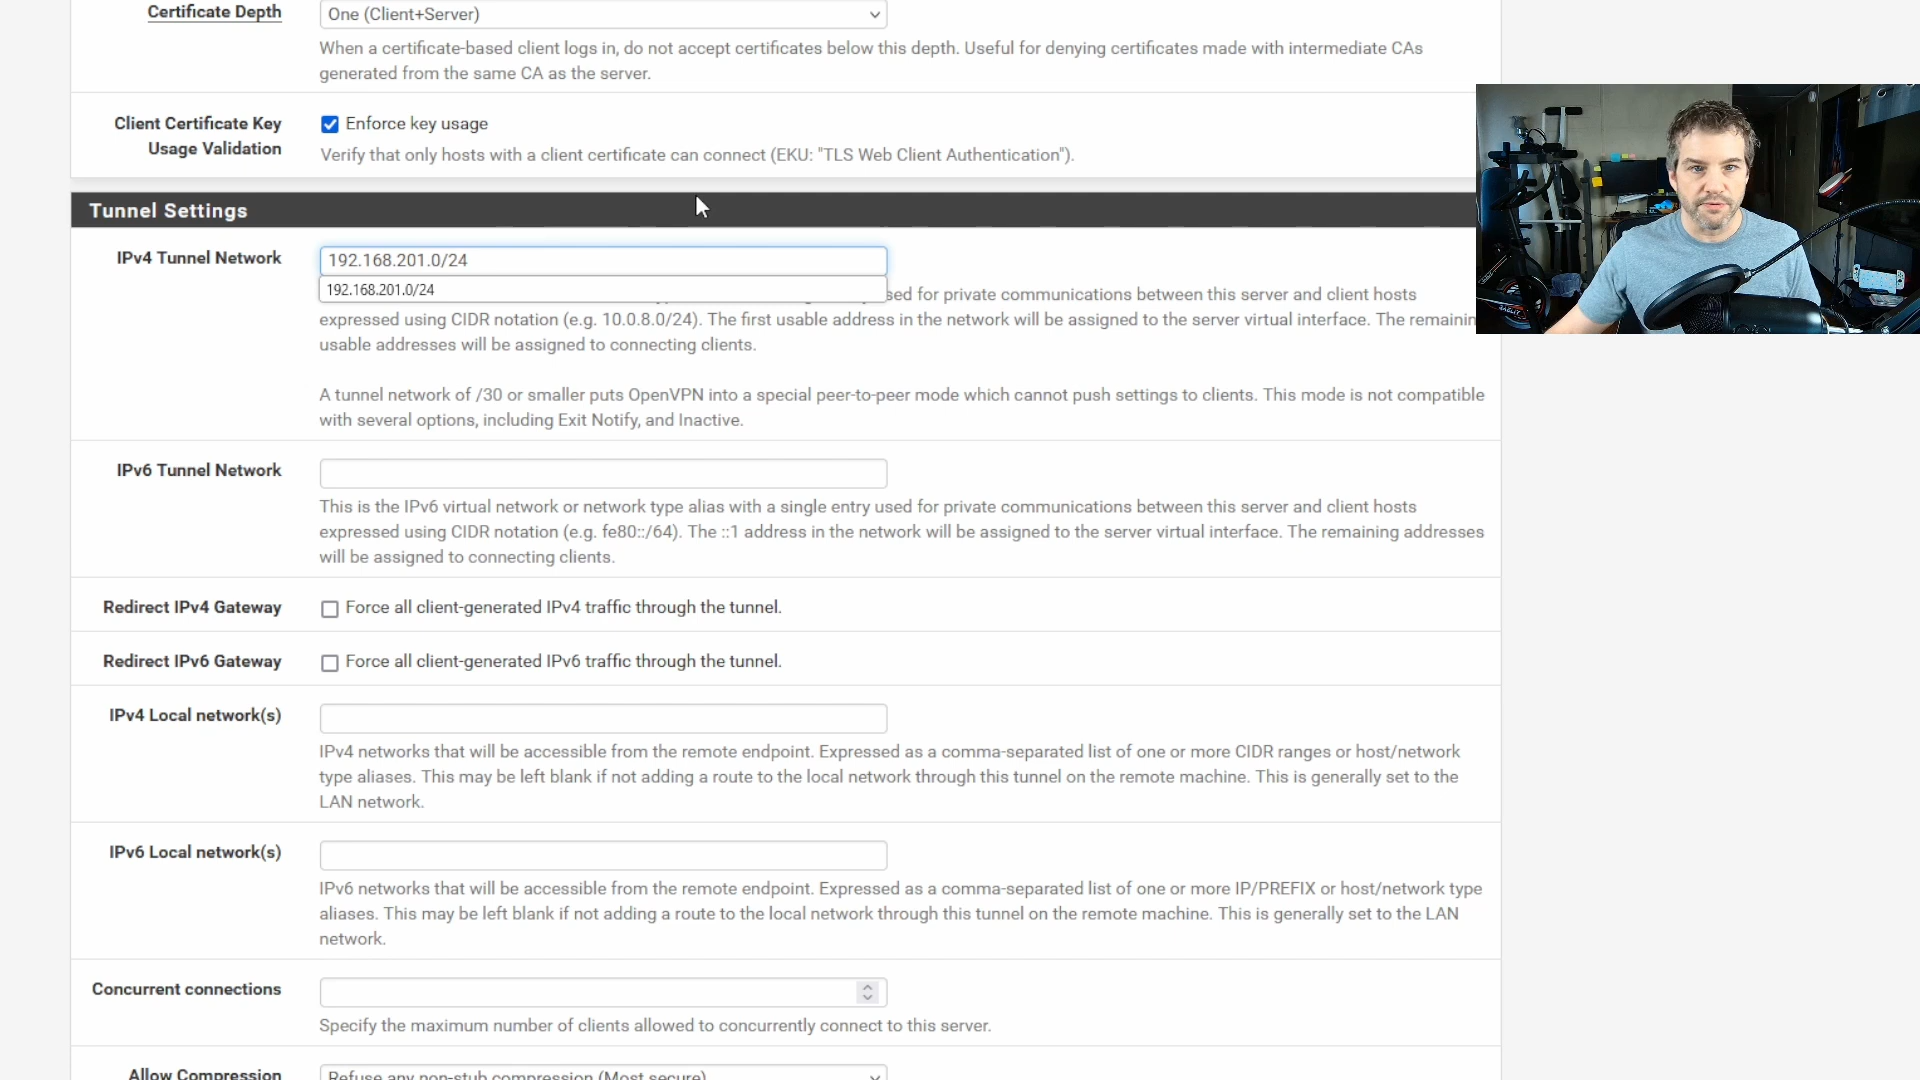 Certificate Depth
One (Client+Server)
When a certificate-based client logs in, do not accept certificates below this depth. Useful for denying certificates made with intermediate CAs
generated from the same CA as the server.
Client Certificate Key
Usage Validation
Enforce key usage
Verify that only hosts with a client certificate can connect (EKU: "TLS Web Client Authentication").
Tunnel Settings
IPv4 Tunnel Network
192.168.201.0/24
192.168.201.0/24
sed for private communications between this server and client hosts
expressed using CIDR notation (e.g. 10.0.8.0/24). The first usable address in the network will be assigned to the server virtual interface. The remainin
usable addresses will be assigned to connecting clients.
A tunnel network of /30 or smaller puts OpenVPN into a special peer-to-peer mode which cannot push settings to clients. This mode is not compatible
with several options, including Exit Notify, and Inactive.
IPv6 Tunnel Network
This is the IPv6 virtual network or network type alias with a single entry used for private communications between this server and client hosts
expressed using CIDR notation (e.g. fe80::/64). The ::1 address in the network will be assigned to the server virtual interface. The remaining addresses
will be assigned to connecting clients.
Redirect IPv4 Gateway
Force all client-generated IPv4 traffic through the tunnel.
Redirect IPv6 Gateway
Force all client-generated IPv6 traffic through the tunnel.
IPv4 Local network(s)
IPv4 networks that will be accessible from the remote endpoint. Expressed as a comma-separated list of one or more CIDR ranges or host/network
type aliases. This may be left blank if not adding a route to the local network through this tunnel on the remote machine. This is generally set to the
LAN network.
IPv6 Local network(s)
IPv6 networks that will be accessible from the remote endpoint. Expressed as a comma-separated list of one or more IP/PREFIX or host/network type
aliases. This may be left blank if not adding a route to the local network through this tunnel on the remote machine. This is generally set to the LAN
network.
Concurrent connections
Specify the maximum number of clients allowed to concurrently connect to this server.
Allow Compression
Refuse any non-stub compression (Most secure)